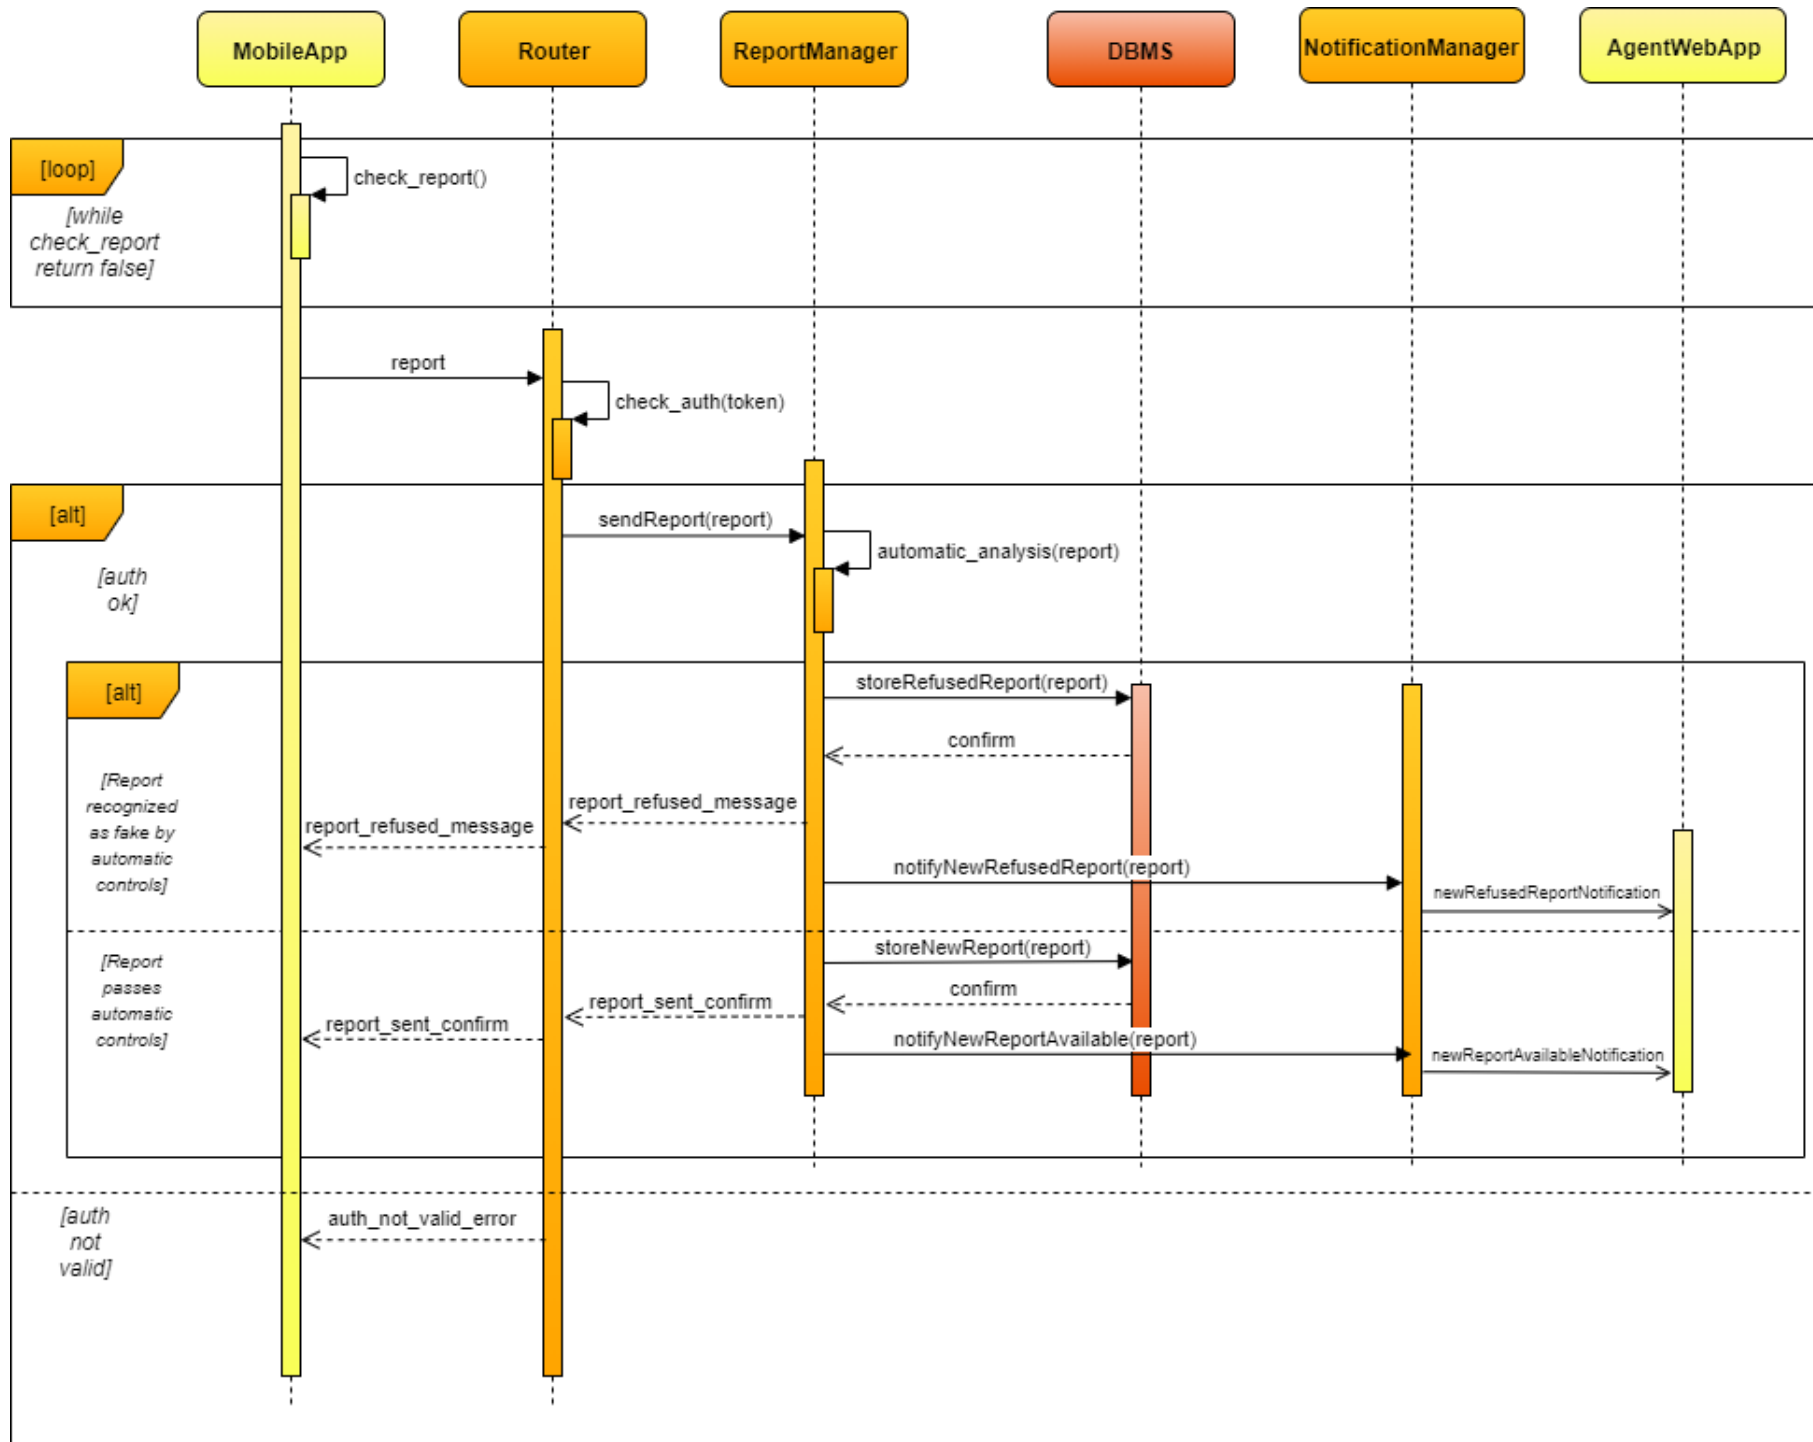 MobileApp
Router
ReportManager
DBMS
NotificationManager
AgentWebApp
[loop]
check_report()
[while
check_report
return false]
report
check_auth(token)
[alt]
sendReport(report)
automatic_analysis(report)
[auth
ok]
[alt]
storeRefusedReport(report)
confirm
[Report
recognized
as fake by
automatic
controls]
report_refused_message
report_refused_message
notifyNewRefusedReport(report)
newRefusedReportNotification
[Report
passes
automatic
controls]
storeNewReport(report)
confirm
report_sent_confirm
report_sent_confirm
notifyNewReportAvailable(report)
newReportAvailableNotification
[auth
not
valid]
auth_not_valid_error